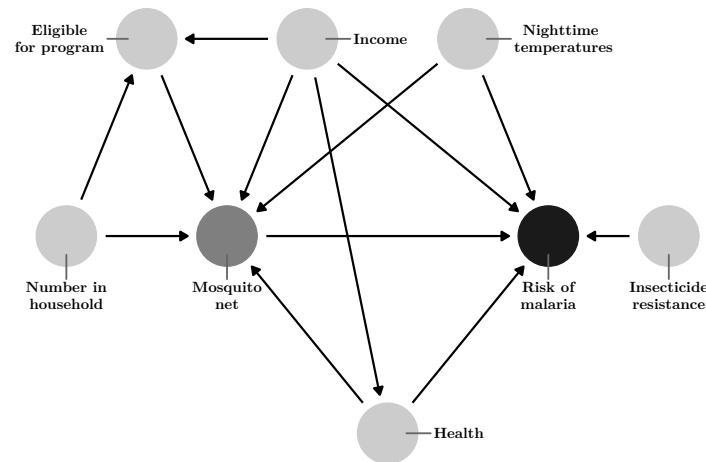 Eligible
for program
Income
Nighttime
temperatures
Number in
household
Mosquito
net
Risk of
malaria
Insecticide
resistance
Health